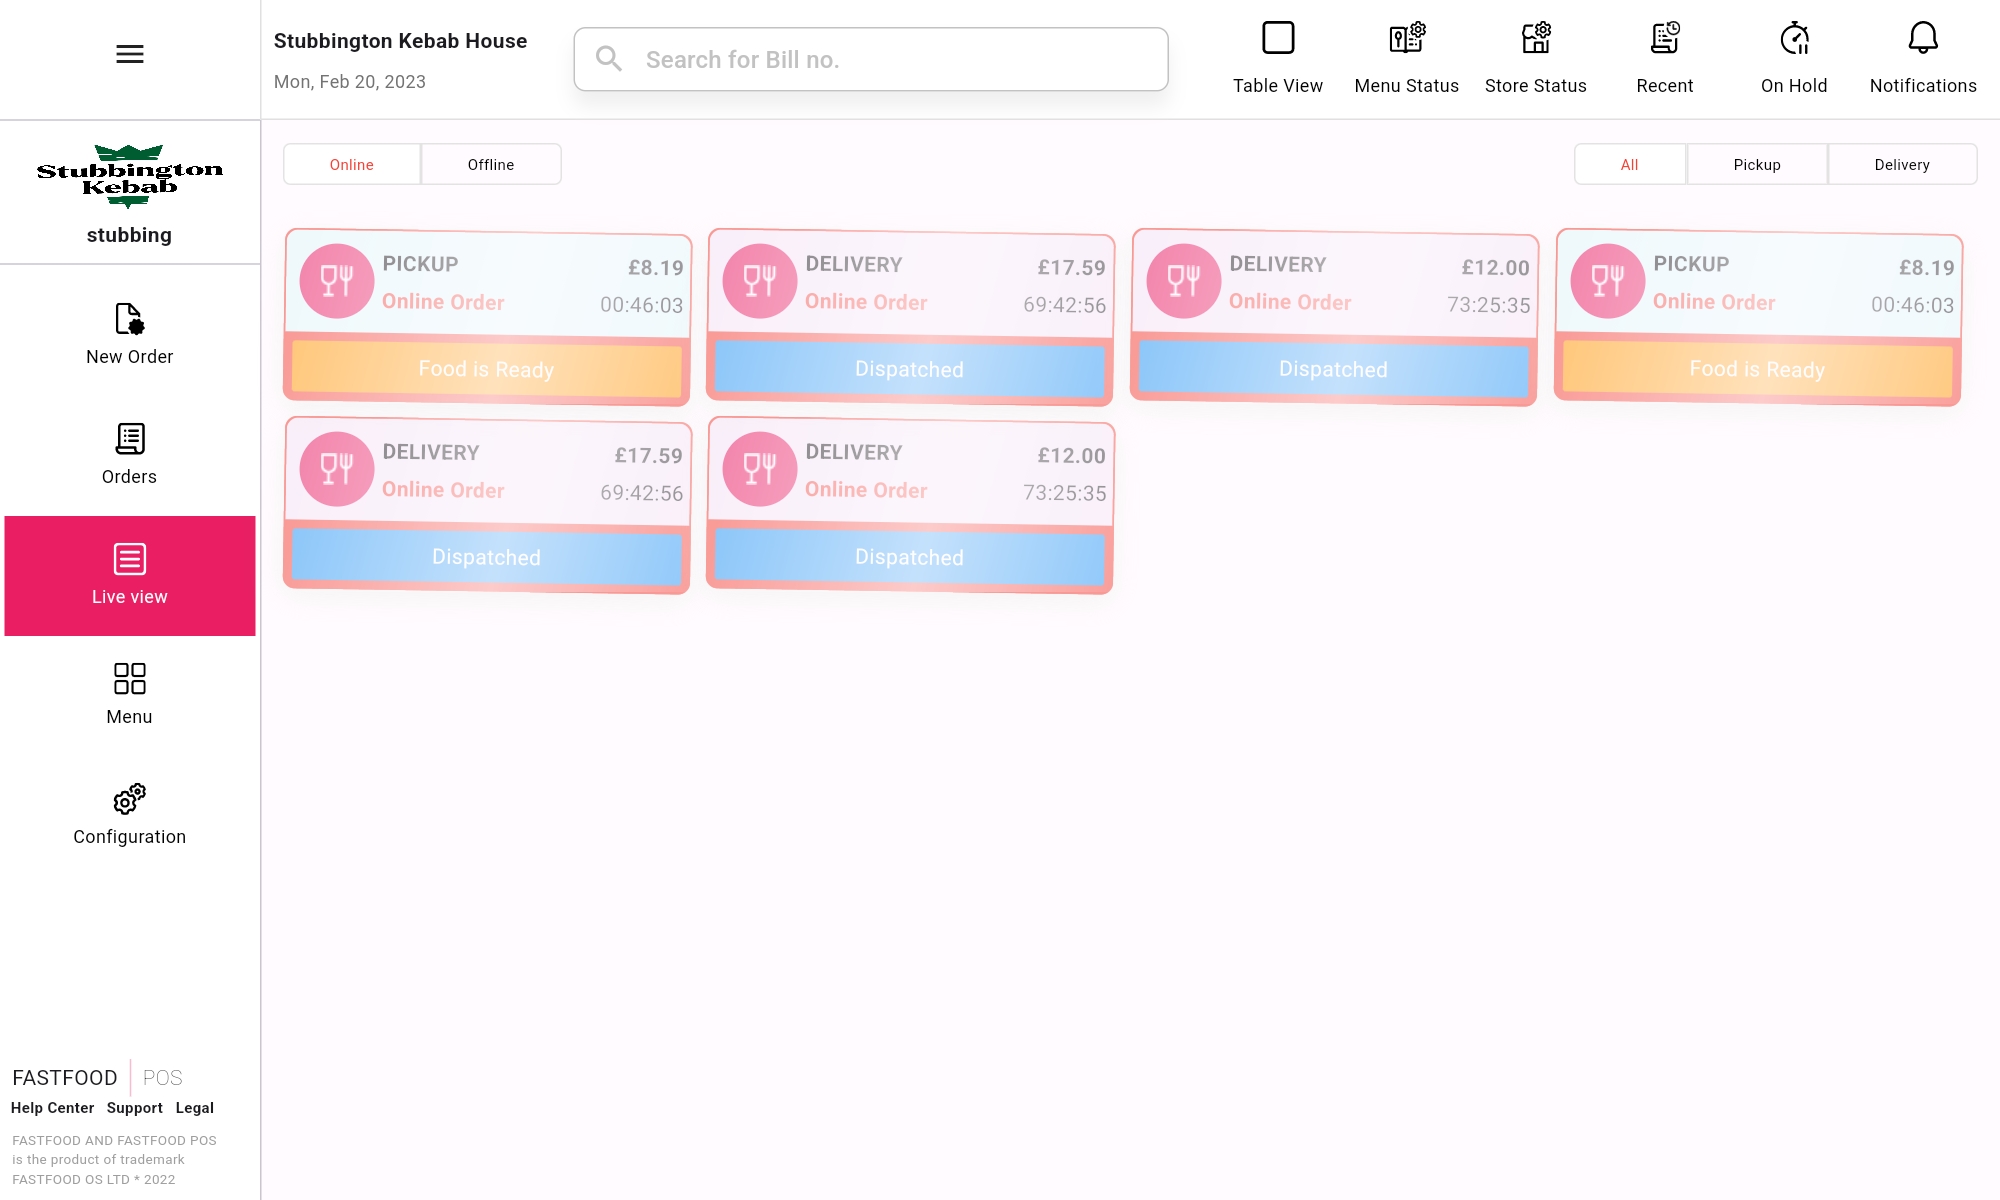 Stubbington Kebab House
Mon, Feb 20, 2023
Search for Bill no.
Table View
Menu Status
Store Status
Recent
On Hold
Notifications
Stubbington
Kebab
stubbing
New Order
Orders
Live view
Menu
Configuration
FASTFOOD POS
Help Center Support Legal
FASTFOOD AND FASTFOOD POS
is the product of trademark
FASTFOOD OS LTD * 2022
Online Offline
All Pickup Delivery
PICKUP £8.19
Online Order 00:46:03
Food is Ready
DELIVERY £17.59
Online Order 69:42:56
Dispatched
DELIVERY £12.00
Online Order 73:25:35
Dispatched
PICKUP £8.19
Online Order 00:46:03
Food is Ready
DELIVERY £17.59
Online Order 69:42:56
Dispatched
DELIVERY £12.00
Online Order 73:25:35
Dispatched